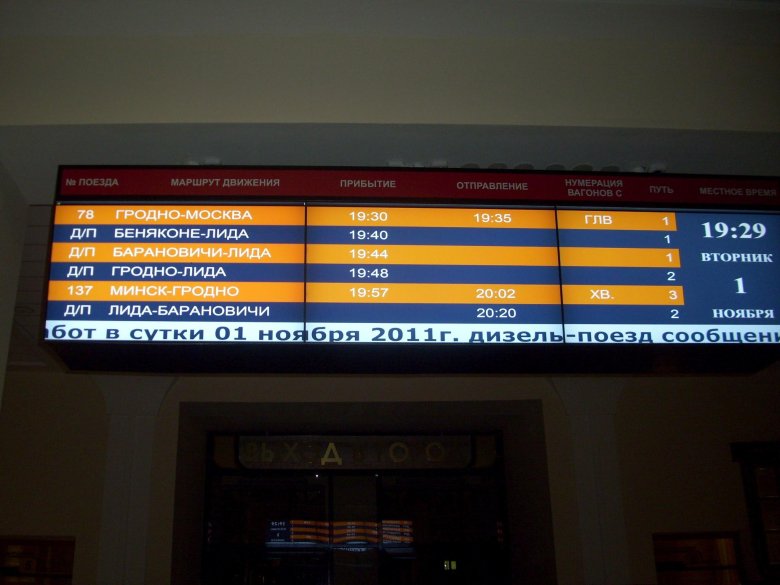 № ПОЕЗДА МАРШРУТ ДВИЖЕНИЯ ПРИБЫТИЕ ОТПРАВЛЕНИЕ НУМЕРАЦИЯ ВАГОНОВ С ПУТЬ МЕСТНОЕ ВРЕМЯ
78 ГРОДНО-МОСКВА 19:30 19:35 ГЛВ 1
Д/П БЕНЯКОНЕ-ЛИДА 19:40 1
Д/П БАРАНОВИЧИ-ЛИДА 19:44 1
Д/П ГРОДНО-ЛИДА 19:48 2
137 МИНСК-ГРОДНО 19:57 20:02 ХВ. 3
Д/П ЛИДА-БАРАНОВИЧИ 20:20 2
19:29
ВТОРНИК
1
НОЯБРЯ
абот в сутки 01 ноября 2011г. дизель-поезд сообщени